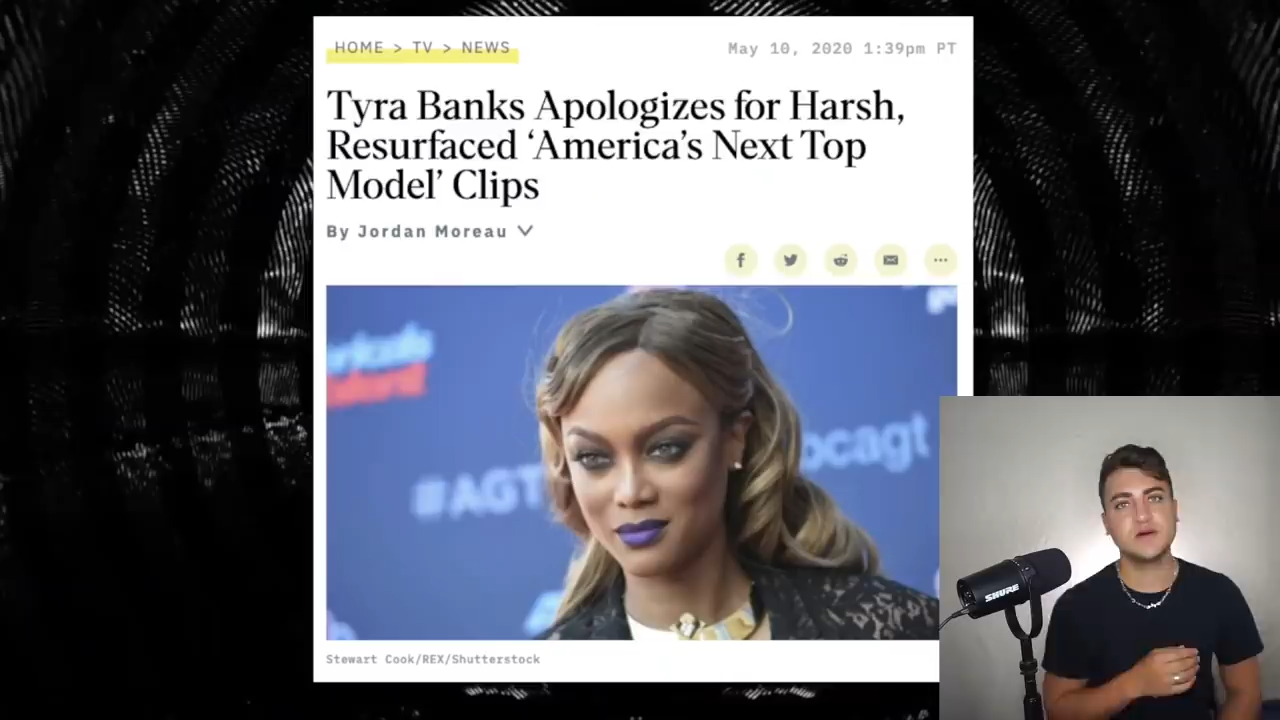 HOME > TV > NEWS
May 10, 2020 1:39pm PT
Tyra Banks Apologizes for Harsh,
Resurfaced ‘America’s Next Top
Model’ Clips
By Jordan Moreau
#AGT
ocagt
Stewart Cook/REX/Shutterstock
SHURE